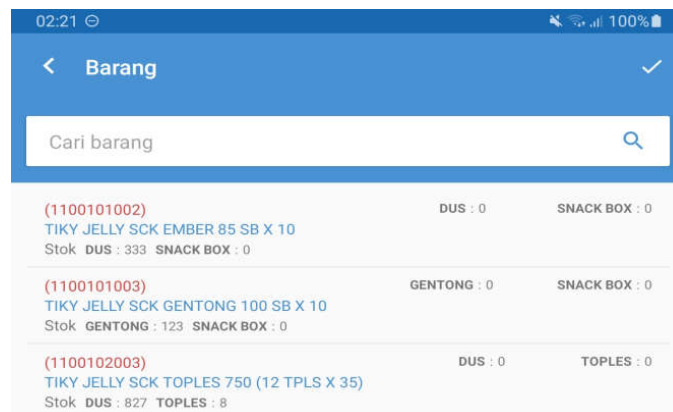 02:21 100%
Barang
Cari barang
(1100101002) DUS : 0 SNACK BOX : 0
TIKY JELLY SCK EMBER 85 SB X 10
Stok DUS : 333 SNACK BOX : 0
(1100101003) GENTONG : 0 SNACK BOX : 0
TIKY JELLY SCK GENTONG 100 SB X 10
Stok GENTONG : 123 SNACK BOX : 0
(1100102003) DUS : 0 TOPLES : 0
TIKY JELLY SCK TOPLES 750 (12 TPLS X 35)
Stok DUS : 827 TOPLES : 8